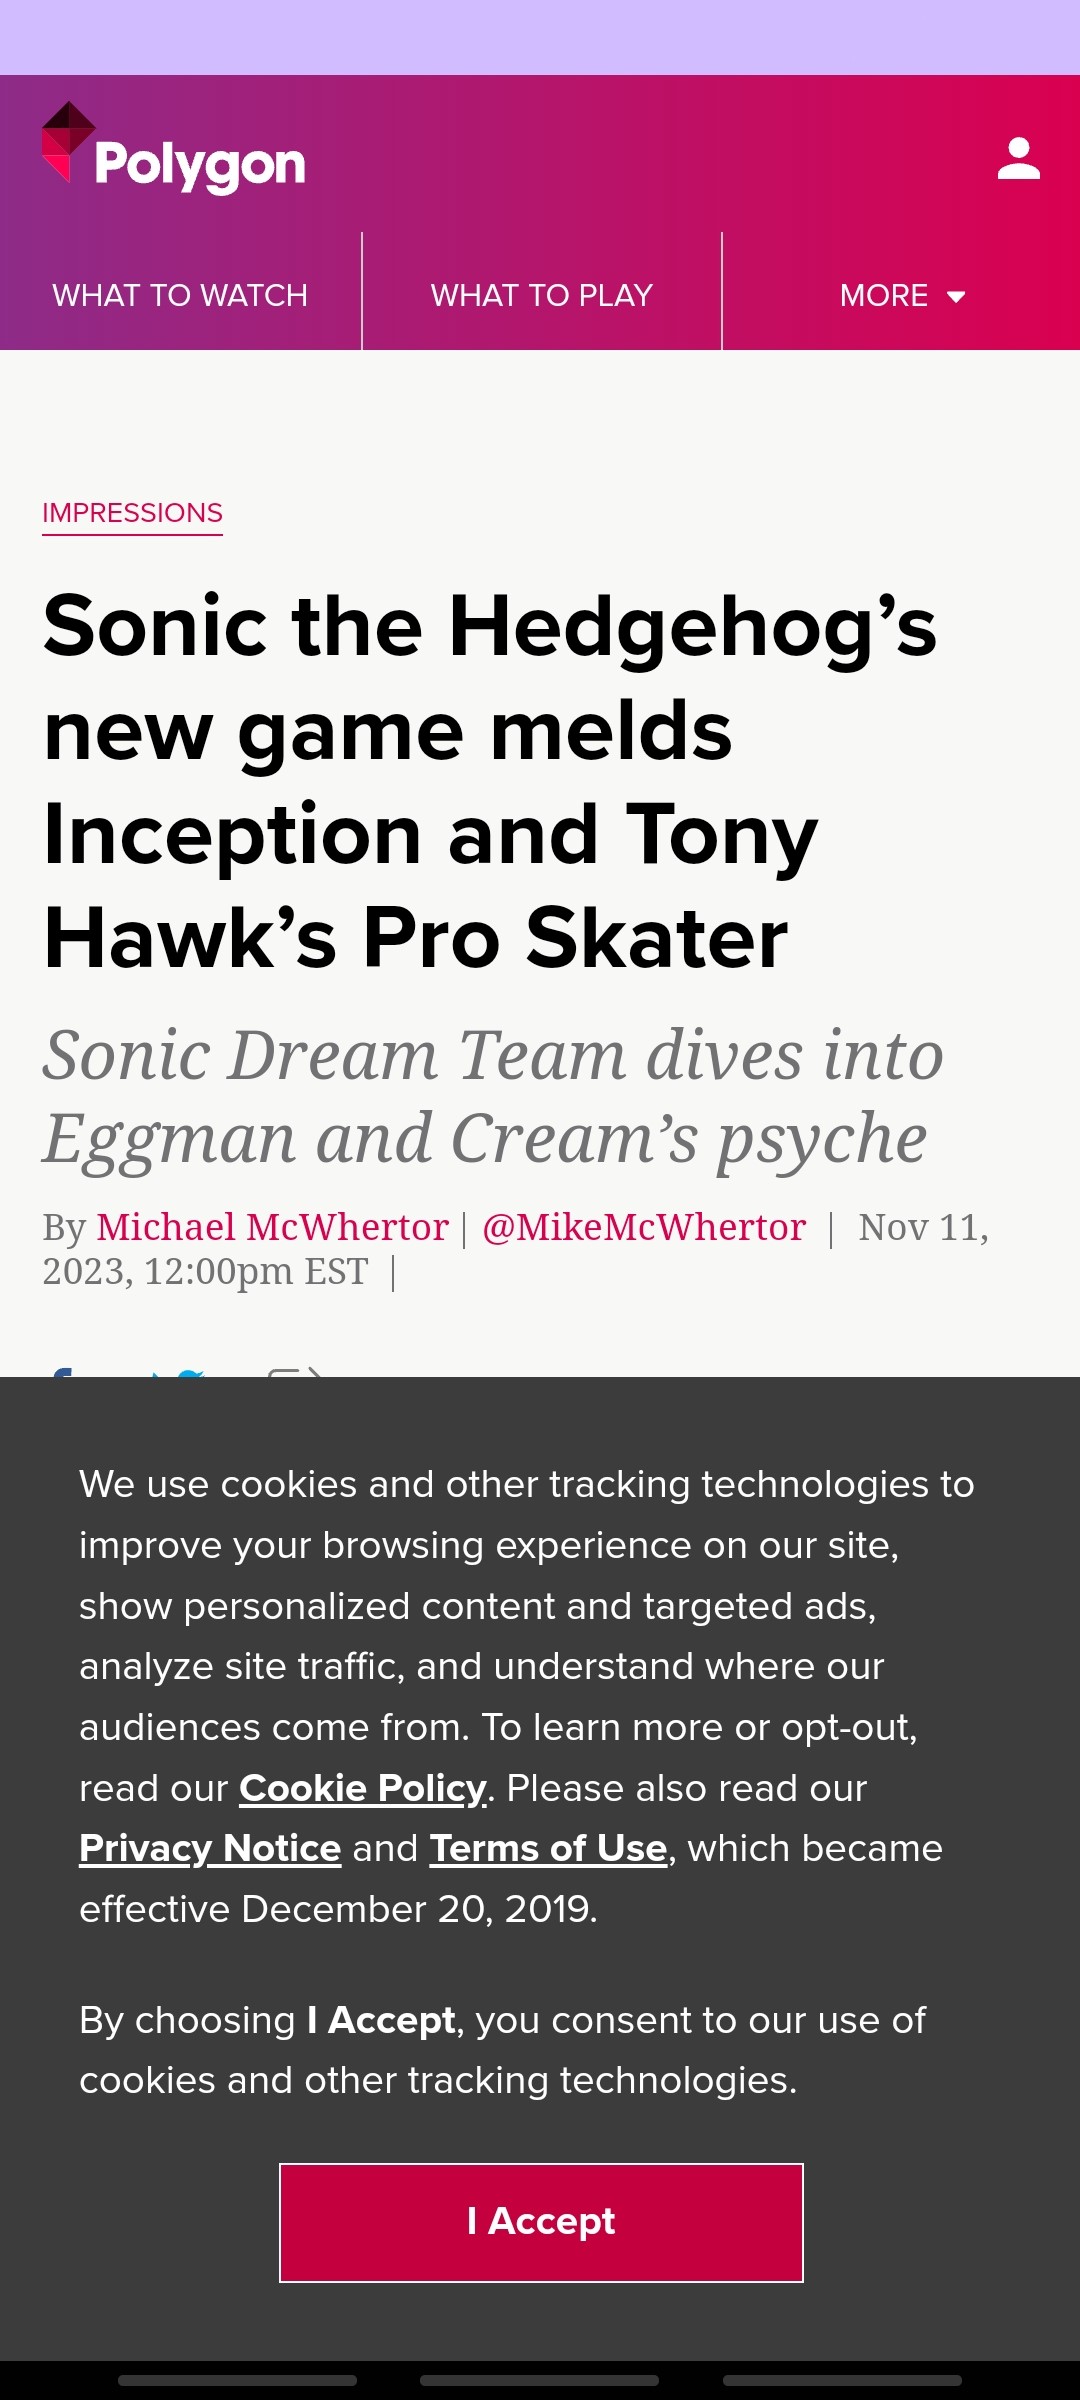 Polygon
WHAT TO WATCH
WHAT TO PLAY
MORE
IMPRESSIONS
Sonic the Hedgehog’s
new game melds
Inception and Tony
Hawk’s Pro Skater
Sonic Dream Team dives into
Eggman and Cream’s psyche
By Michael McWhertor | @MikeMcWhertor | Nov 11,
2023, 12:00pm EST |
We use cookies and other tracking technologies to
improve your browsing experience on our site,
show personalized content and targeted ads,
analyze site traffic, and understand where our
audiences come from. To learn more or opt-out,
read our Cookie Policy. Please also read our
Privacy Notice and Terms of Use, which became
effective December 20, 2019.
By choosing I Accept, you consent to our use of
cookies and other tracking technologies.
I Accept